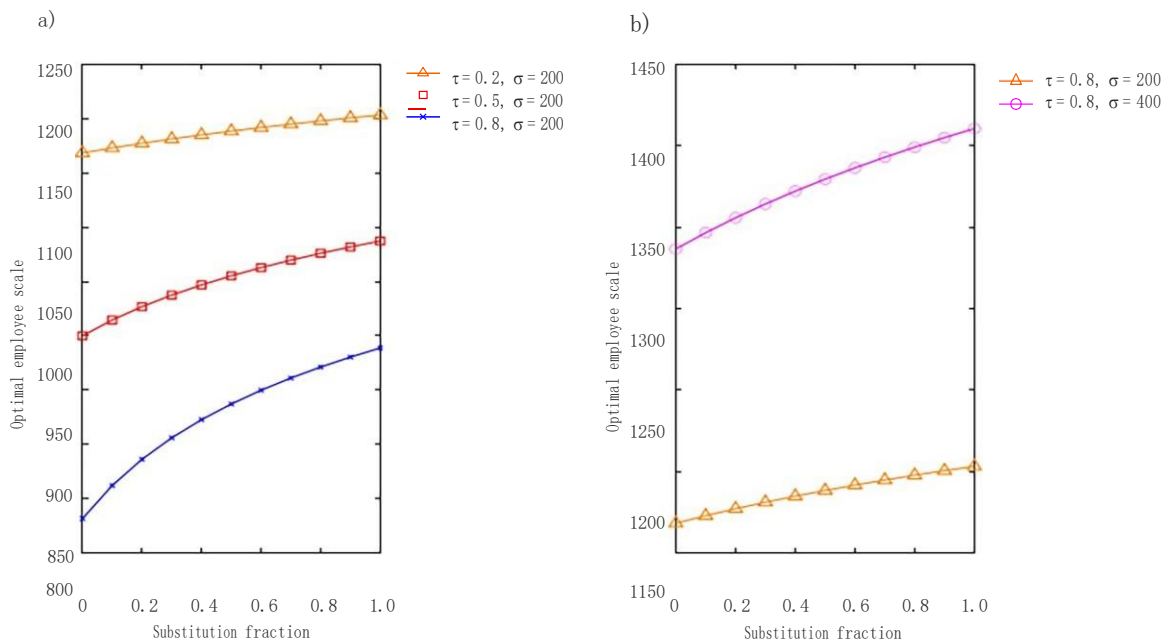 a)
τ= 0.2, σ= 200
τ= 0.5, σ= 200
τ= 0.8, σ= 200
1250
1200
1150
1100
1050
1000
950
900
850
800
0 0.2 0.4 0.6 0.8 1.0
Optimal employee scale
Substitution fraction
b)
τ= 0.8, σ= 200
τ= 0.8, σ= 400
1450
1400
1350
1300
1250
1200
1150
0 0.2 0.4 0.6 0.8 1.0
Optimal employee scale
Substitution fraction